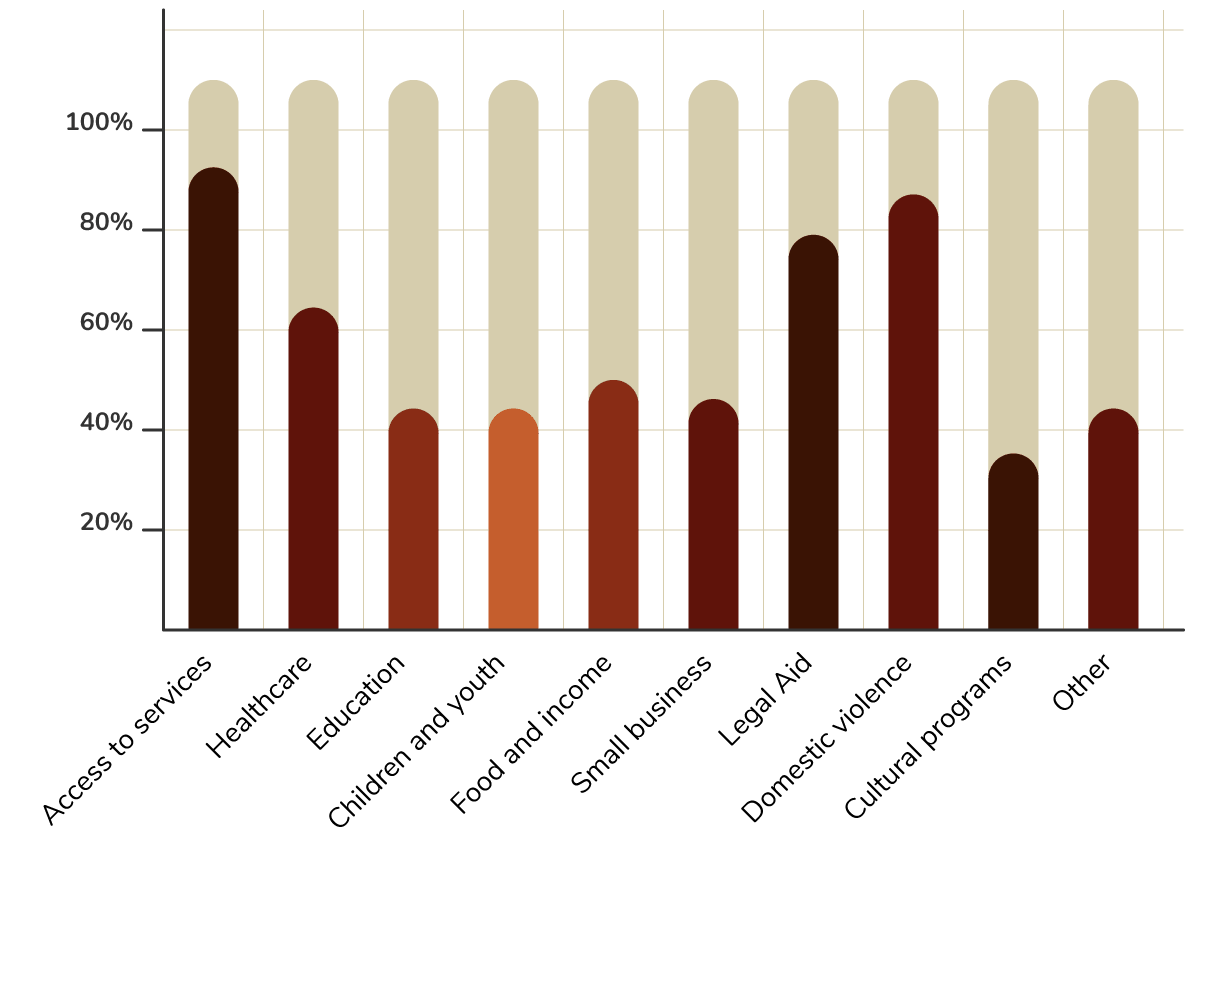 100%
80%
60%
40%
20%
Access to services
Healthcare
Education
Children and youth
Food and income
Small business
Legal Aid
Domestic violence
Cultural programs
Other